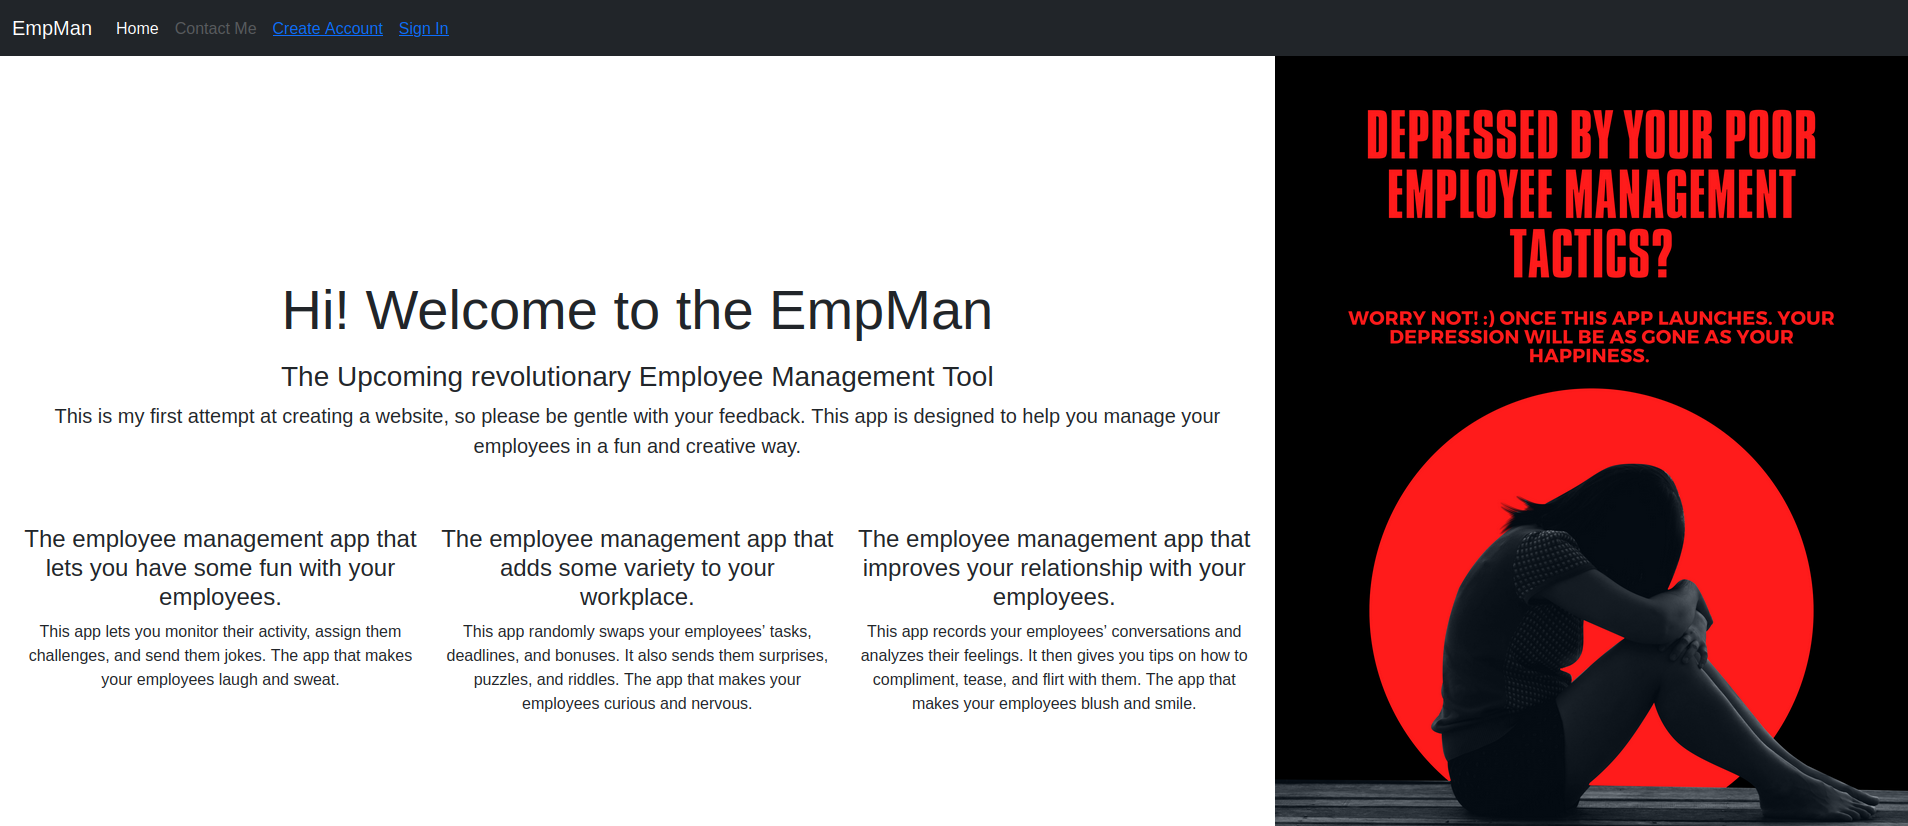 EmpMan Home Contact Me Create Account Sign In
Hi! Welcome to the EmpMan
The Upcoming revolutionary Employee Management Tool
This is my first attempt at creating a website, so please be gentle with your feedback. This app is designed to help you manage your
employees in a fun and creative way.
The employee management app that
lets you have some fun with your
employees.
This app lets you monitor their activity, assign them
challenges, and send them jokes. The app that makes
your employees laugh and sweat.
The employee management app that
adds some variety to your
workplace.
This app randomly swaps your employees’ tasks,
deadlines, and bonuses. It also sends them surprises,
puzzles, and riddles. The app that makes your
employees curious and nervous.
The employee management app that
improves your relationship with your
employees.
This app records your employees’ conversations and
analyzes their feelings. It then gives you tips on how to
compliment, tease, and flirt with them. The app that
makes your employees blush and smile.
DEPRESSED BY YOUR POOR
EMPLOYEE MANAGEMENT
TACTICS?
WORRY NOT! :) ONCE THIS APP LAUNCHES. YOUR
DEPRESSION WILL BE AS GONE AS YOUR
HAPPINESS.